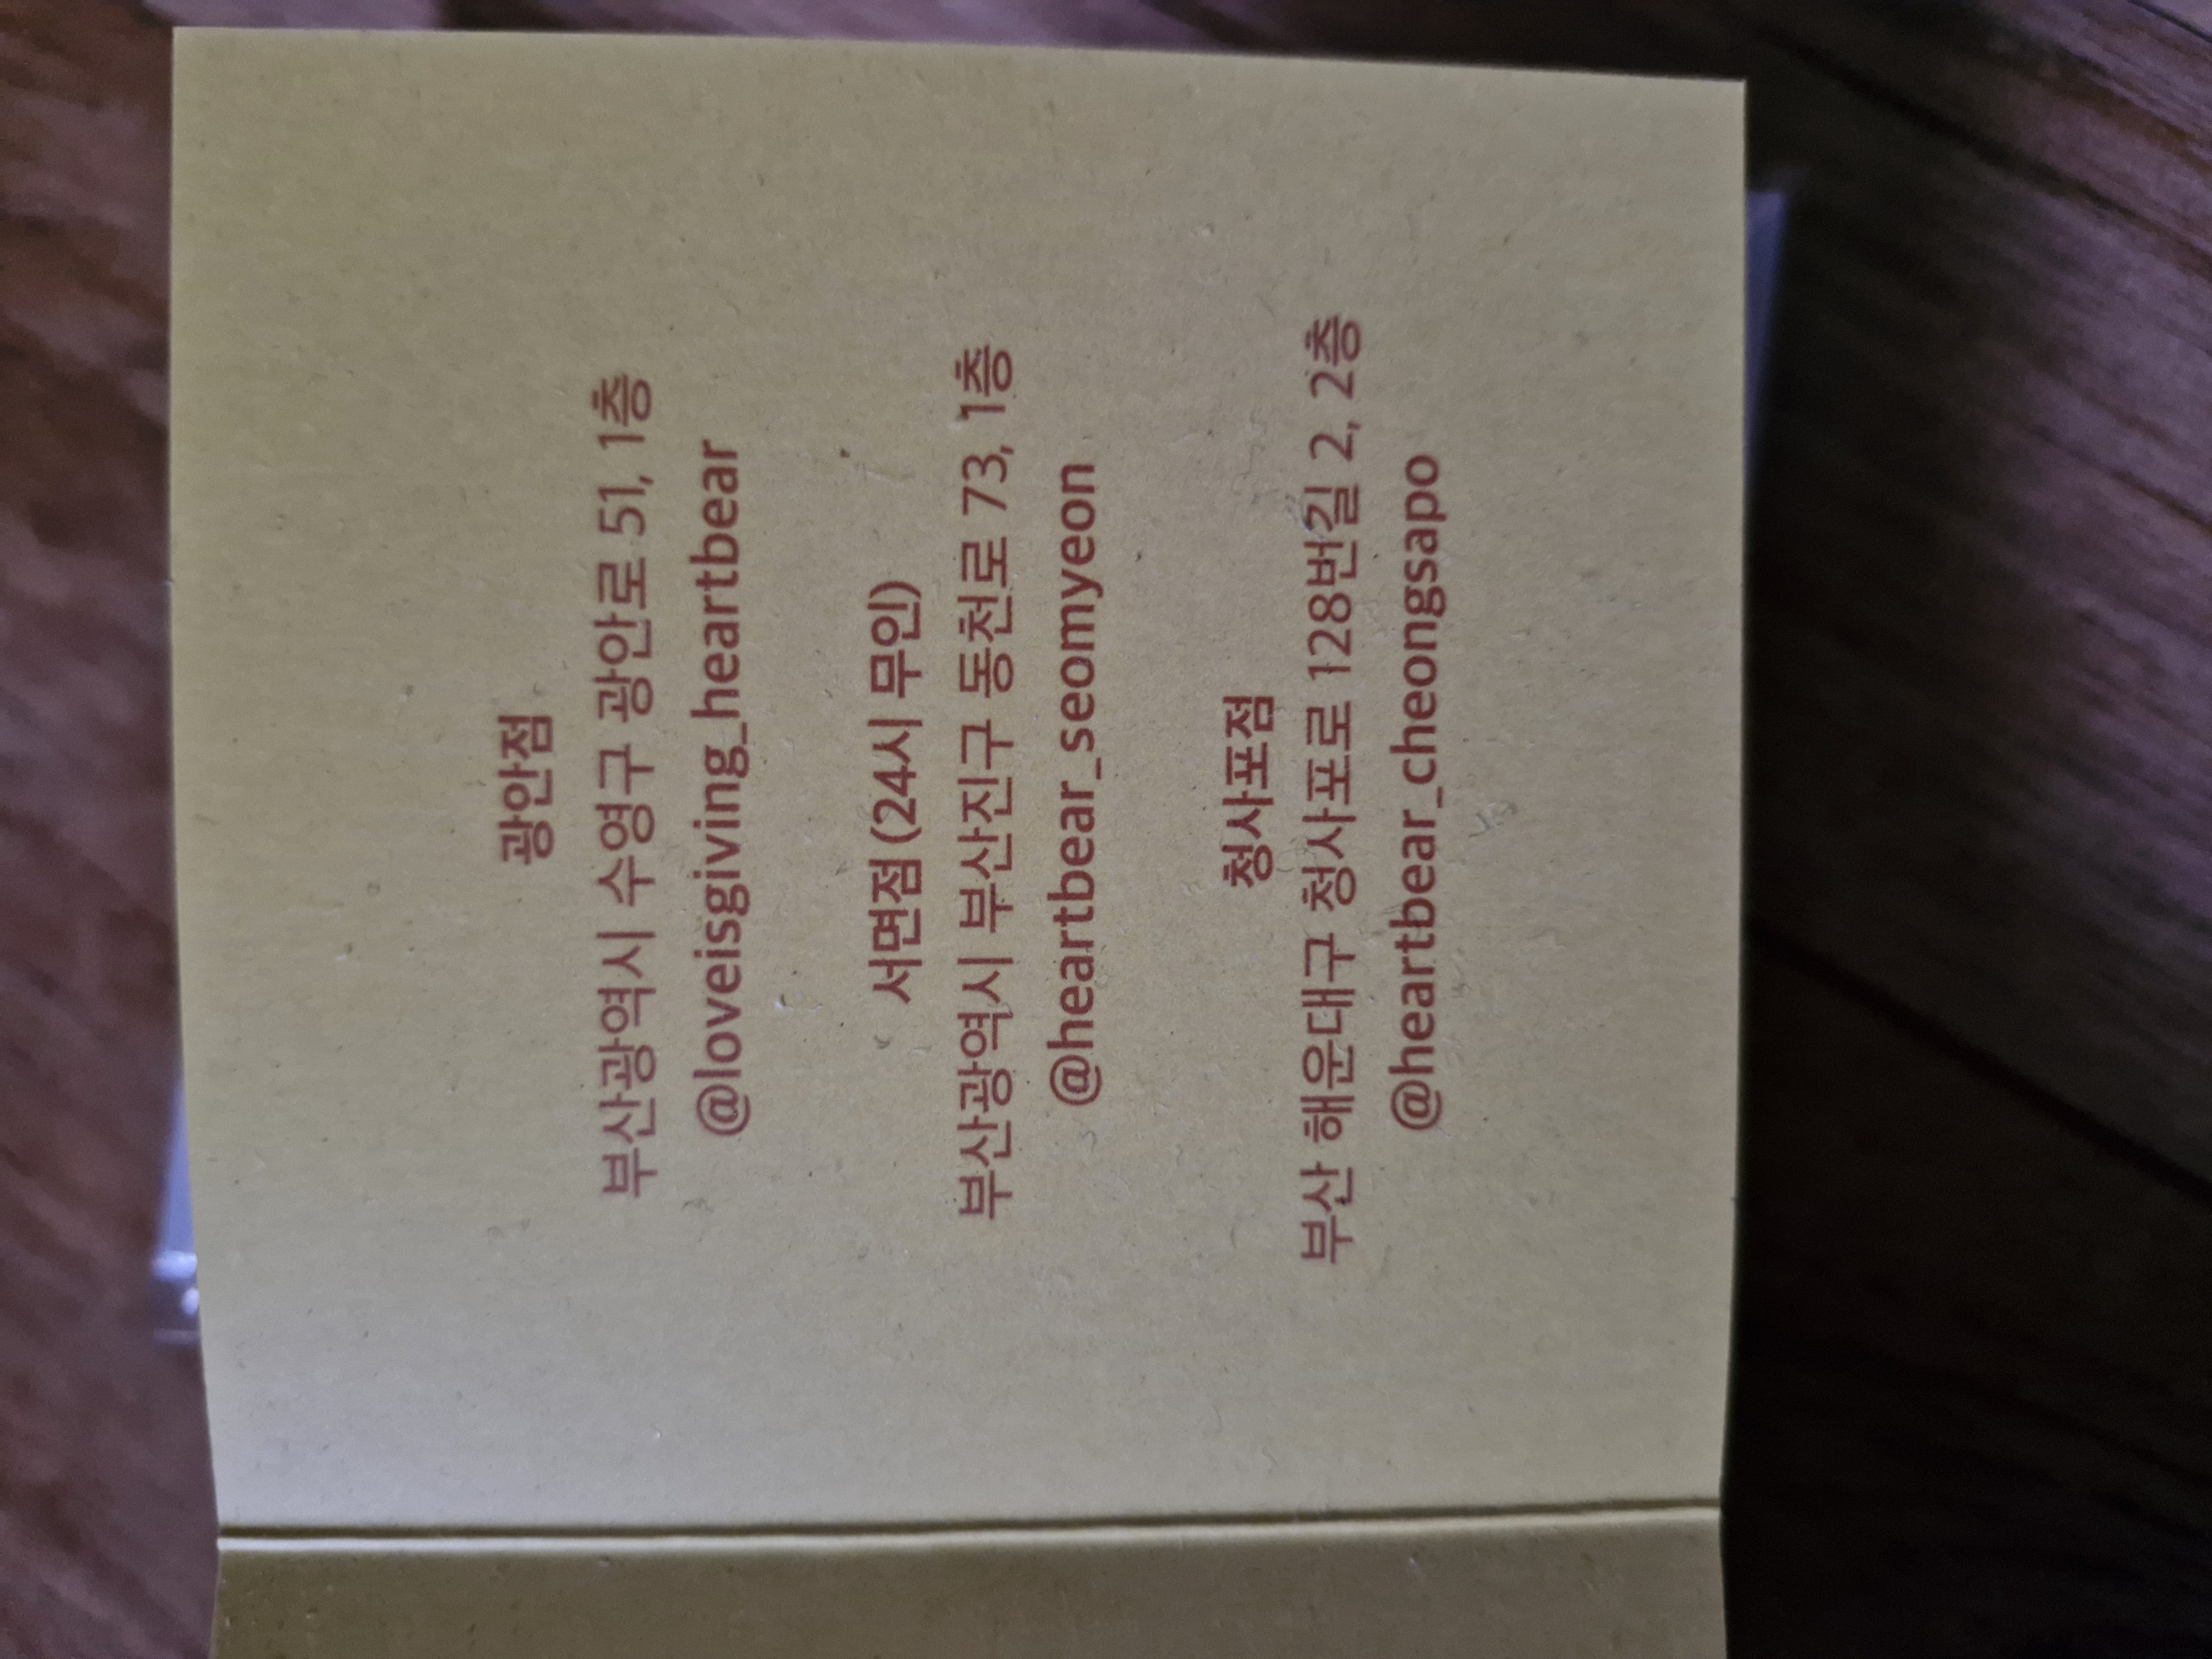 광안점
부산광역시 수영구 광안로 51, 1층
@loveisgiving_heartbear
서면점 (24시 무인)
부산광역시 부산진구 동천로 73, 1층
@heartbear_seomyeon
청사포점
부산 해운대구 청사포로 128번길 2, 2층
@heartbear_cheongsapo